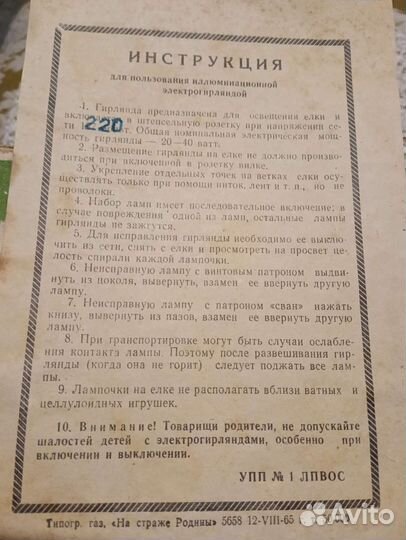 ИНСТРУКЦИЯ
для пользования иллюминационной
электрогирляндой
1. Гирлянда предназначена для освещения елки и
включения в штепсельную розетку при напряжении се-
ти 220 Общая номинальная электрическая мощ-
ность гирлянды — 20—40 ватт.
2. Размещение гирлянды на елке не должно произво-
диться при включенной в розетку вилке.
3. Укрепление отдельных точек на ветках елки осу-
ществлять только при помощи ниток, лент и т. п., но не
проволоки.
4. Набор ламп имеет последовательное включение; в
случае повреждения одной из ламп, остальные лампы
гирлянды не зажгутся.
5. Для исправления гирлянды необходимо ее выклю-
чить из сети, снять с елки и просмотреть на просвет це-
лость спирали каждой лампочки.
6. Неисправную лампу с винтовым патроном выдви-
нуть из цоколя, вывернуть, взамен ее ввернуть другую
лампу.
7. Неисправную лампу с патроном «сван» нажать
книзу, вывернуть из пазов, взамен ее ввернуть другую
лампу.
8. При транспортировке могут быть случаи ослабле-
ния контакта лампы. Поэтому после развешивания гир-
лянды (когда она не горит) следует поджать все лам-
пы.
9. Лампочки на елке не располагать вблизи ватных и
целлулоидных игрушек.
10. Внимание! Товарищи родители, не допускайте
шалостей детей с электрогирляндами, особенно при
включении и выключении.
УПП № 1 ЛПВОС
Типогр. газ. «На страже Родины» 5658 12-VIII-65
Avito